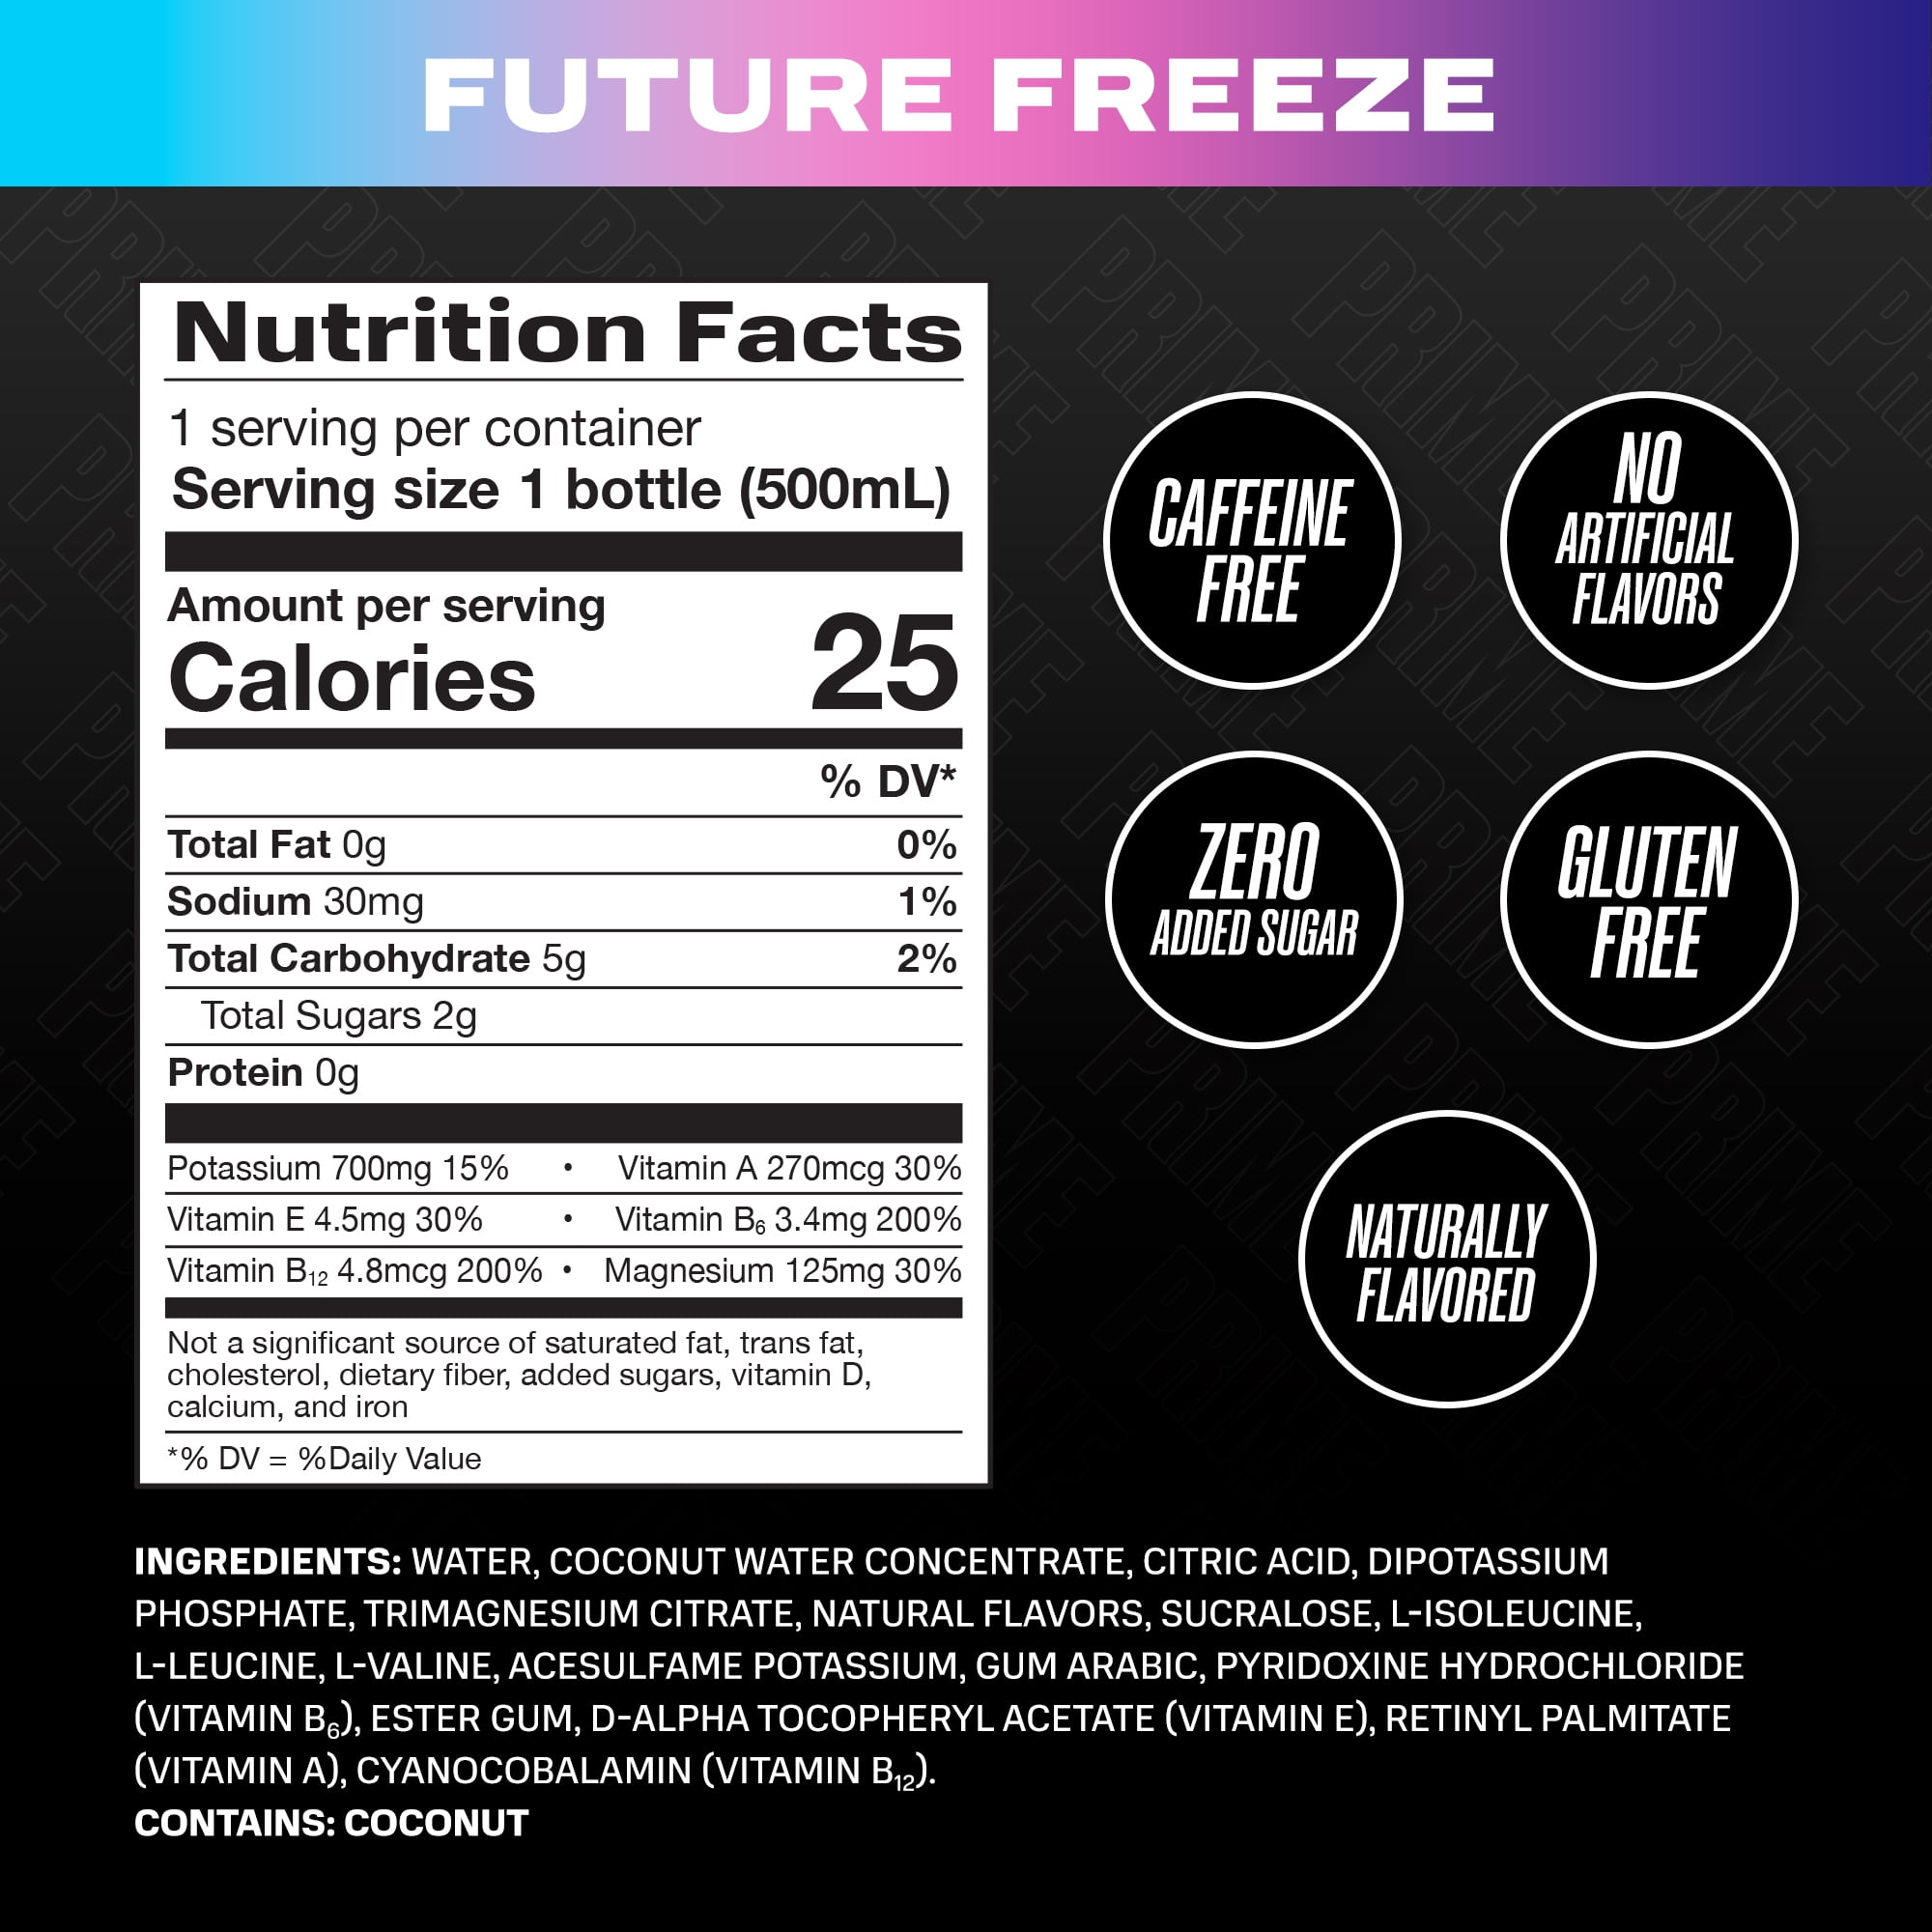 FUTURE FREEZE
Nutrition Facts
1 serving per container
Serving size 1 bottle (500mL)
Amount per serving
Calories 25
% DV*
Total Fat 0g 0%
Sodium 30mg 1%
Total Carbohydrate 5g 2%
Total Sugars 2g
Protein 0g
Potassium 700mg 15% • Vitamin A 270mcg 30%
Vitamin E 4.5mg 30% • Vitamin B₆ 3.4mg 200%
Vitamin B₁₂ 4.8mcg 200% • Magnesium 125mg 30%
Not a significant source of saturated fat, trans fat,
cholesterol, dietary fiber, added sugars, vitamin D,
calcium, and iron
*% DV = %Daily Value
CAFFEINE
FREE
NO
ARTIFICIAL
FLAVORS
ZERO
ADDED SUGAR
GLUTEN
FREE
NATURALLY
FLAVORED
INGREDIENTS: WATER, COCONUT WATER CONCENTRATE, CITRIC ACID, DIPOTASSIUM
PHOSPHATE, TRIMAGNESIUM CITRATE, NATURAL FLAVORS, SUCRALOSE, L-ISOLEUCINE,
L-LEUCINE, L-VALINE, ACESULFAME POTASSIUM, GUM ARABIC, PYRIDOXINE HYDROCHLORIDE
(VITAMIN B₆), ESTER GUM, D-ALPHA TOCOPHERYL ACETATE (VITAMIN E), RETINYL PALMITATE
(VITAMIN A), CYANOCOBALAMIN (VITAMIN B₁₂).
CONTAINS: COCONUT
PRIME